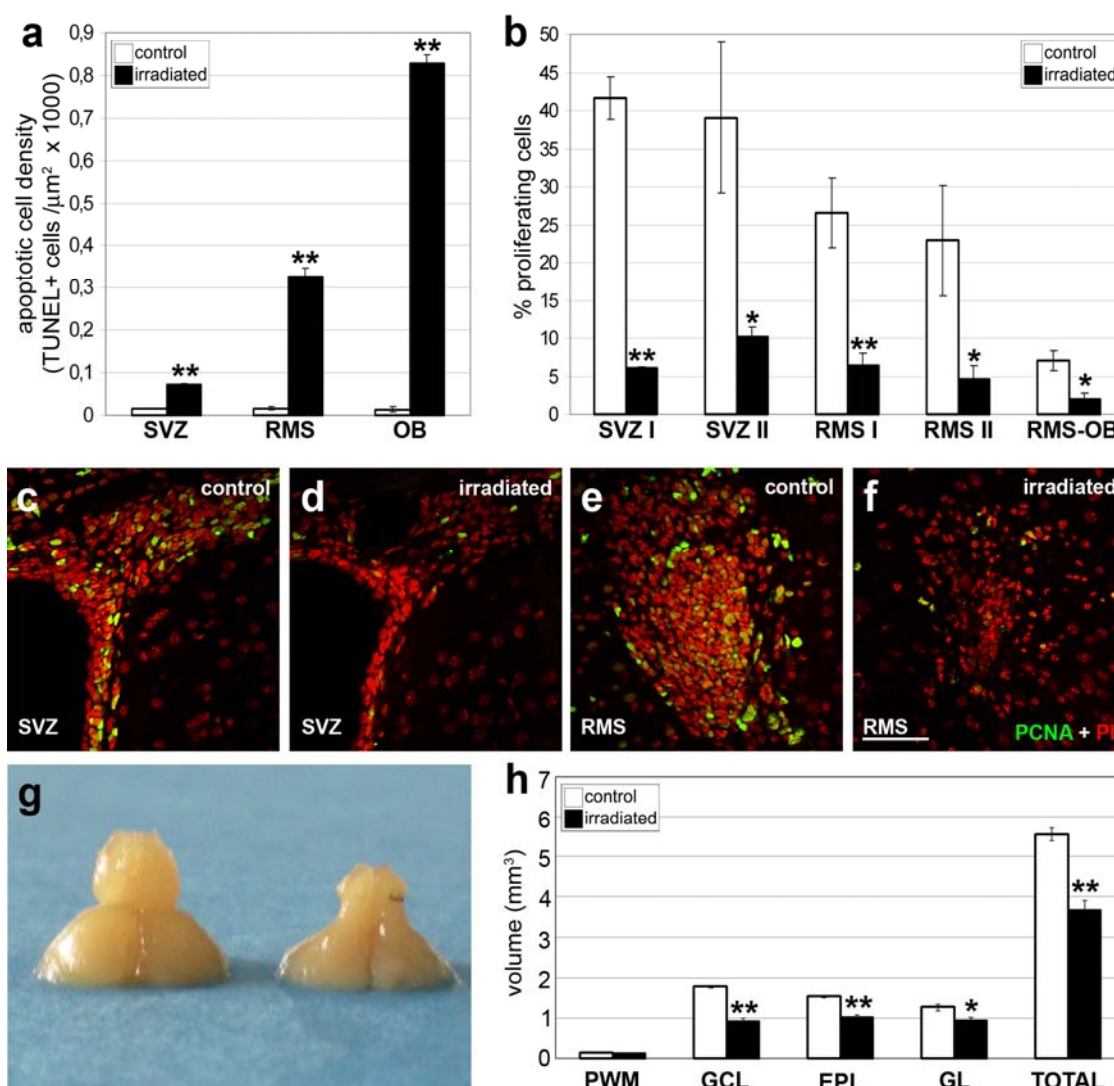 a
control
irradiated
apoptotic cell density
(TUNEL+ cells /µm² x 1000)
0,9
0,8
0,7
0,6
0,5
0,4
0,3
0,2
0,1
0
**
**
**
SVZ RMS OB
b
control
irradiated
% proliferating cells
50
45
40
35
30
25
20
15
10
5
0
**
*
**
*
*
SVZ I SVZ II RMS I RMS II RMS-OB
c
control
SVZ
d
irradiated
SVZ
e
control
RMS
f
irradiated
RMS
PCNA + PI
g
h
control
irradiated
volume (mm³)
7
6
5
4
3
2
1
0
**
**
*
**
PWM GCL EPL GL TOTAL